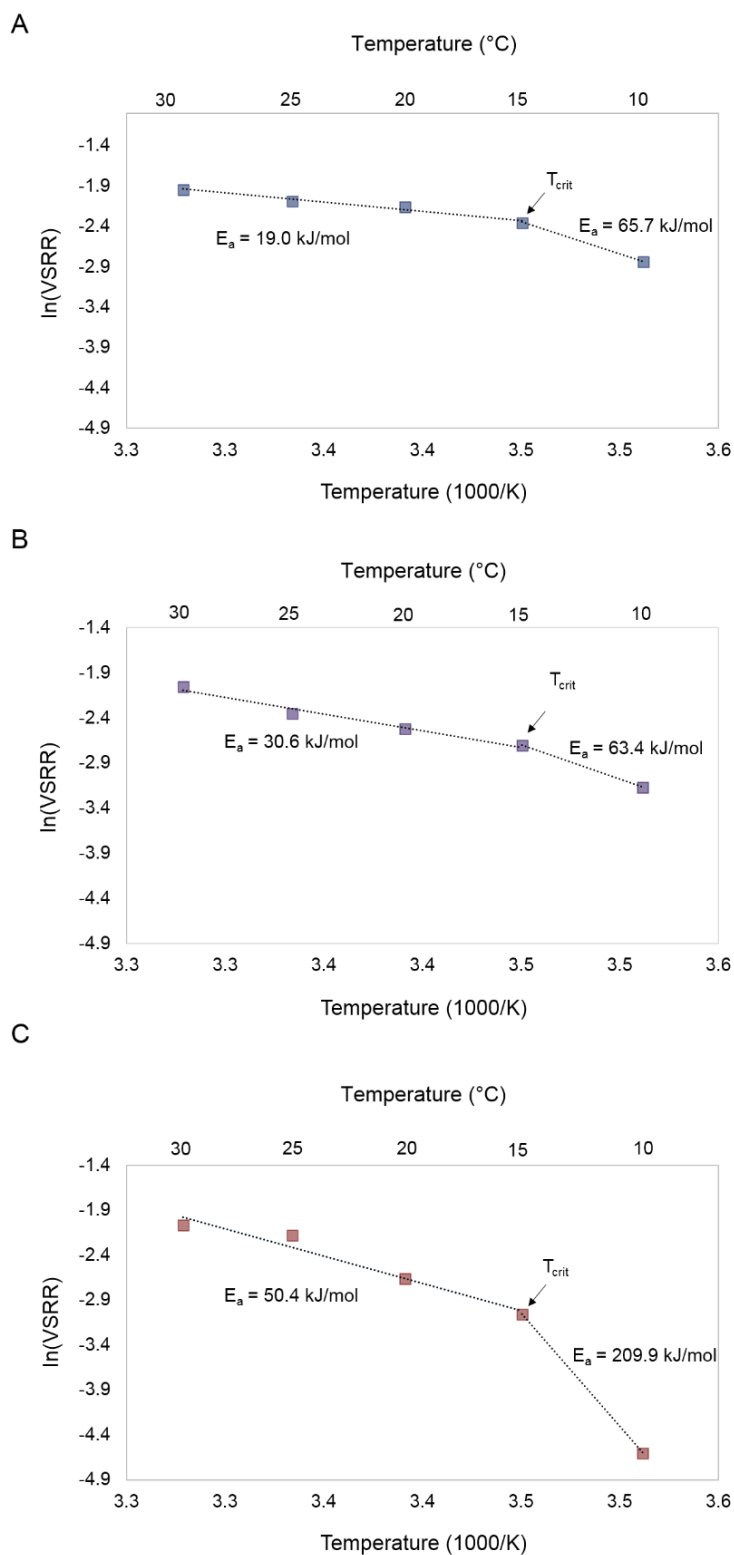 A
Temperature (°C)
30 25 20 15 10
-1.4
-1.9
-2.4
-2.9
-3.4
-3.9
-4.4
-4.9
ln(VSRR)
Tcrit
Ea = 19.0 kJ/mol
Ea = 65.7 kJ/mol
3.3 3.3 3.4 3.4 3.5 3.5 3.6
Temperature (1000/K)
B
Temperature (°C)
30 25 20 15 10
-1.4
-1.9
-2.4
-2.9
-3.4
-3.9
-4.4
-4.9
ln(VSRR)
Tcrit
Ea = 30.6 kJ/mol
Ea = 63.4 kJ/mol
3.3 3.3 3.4 3.4 3.5 3.5 3.6
Temperature (1000/K)
C
Temperature (°C)
30 25 20 15 10
-1.4
-1.9
-2.4
-2.9
-3.4
-3.9
-4.4
-4.9
ln(VSRR)
Tcrit
Ea = 50.4 kJ/mol
Ea = 209.9 kJ/mol
3.3 3.3 3.4 3.4 3.5 3.5 3.6
Temperature (1000/K)